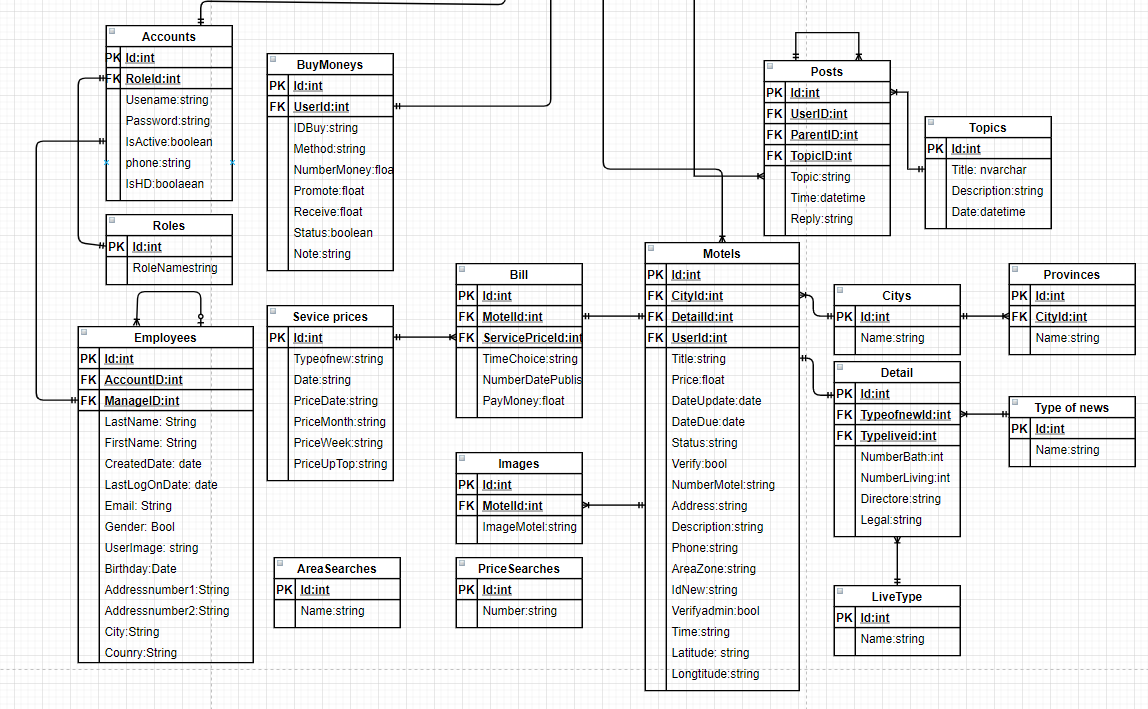 Accounts
PK Id:int
FK RoleId:int
Usename:string
Password:string
IsActive:boolean
phone:string
IsHD:boolaean
Roles
PK Id:int
RoleNamestring
Employees
PK Id:int
FK AccountID:int
FK ManageID:int
LastName: String
FirstName: String
CreatedDate: date
LastLogOnDate: date
Email: String
Gender: Bool
UserImage: string
Birthday:Date
Addressnumber1:String
Addressnumber2:String
City:String
Counry:String
BuyMoneys
PK Id:int
FK UserId:int
IDBuy:string
Method:string
NumberMoney:floa
Promote:float
Receive:float
Status:boolean
Note:string
Sevice prices
PK Id:int
Typeofnew:string
Date:string
PriceDate:string
PriceMonth:string
PriceWeek:string
PriceUpTop:string
AreaSearches
PK Id:int
Name:string
Bill
PK Id:int
FK MotelId:int
FK ServicePriceId:int
TimeChoice:string
NumberDatePublis
PayMoney:float
Images
PK Id:int
FK MotelId:int
ImageMotel:string
PriceSearches
PK Id:int
Number:string
Motels
PK Id:int
FK CityId:int
FK DetailId:int
FK UserId:int
Title:string
Price:float
DateUpdate:date
DateDue:date
Status:string
Verify:bool
NumberMotel:string
Address:string
Description:string
Phone:string
AreaZone:string
IdNew:string
Verifyadmin:bool
Time:string
Latitude: string
Longtitude:string
Posts
PK Id:int
FK UserID:int
FK ParentID:int
FK TopicID:int
Topic:string
Time:datetime
Reply:string
Topics
PK Id:int
Title: nvarchar
Description:string
Date:datetime
Citys
PK Id:int
Name:string
Provinces
PK Id:int
FK CityId:int
Name:string
Detail
PK Id:int
FK TypeofnewId:int
FK Typeliveid:int
NumberBath:int
NumberLiving:int
Directore:string
Legal:string
Type of news
PK Id:int
Name:string
LiveType
PK Id:int
Name:string